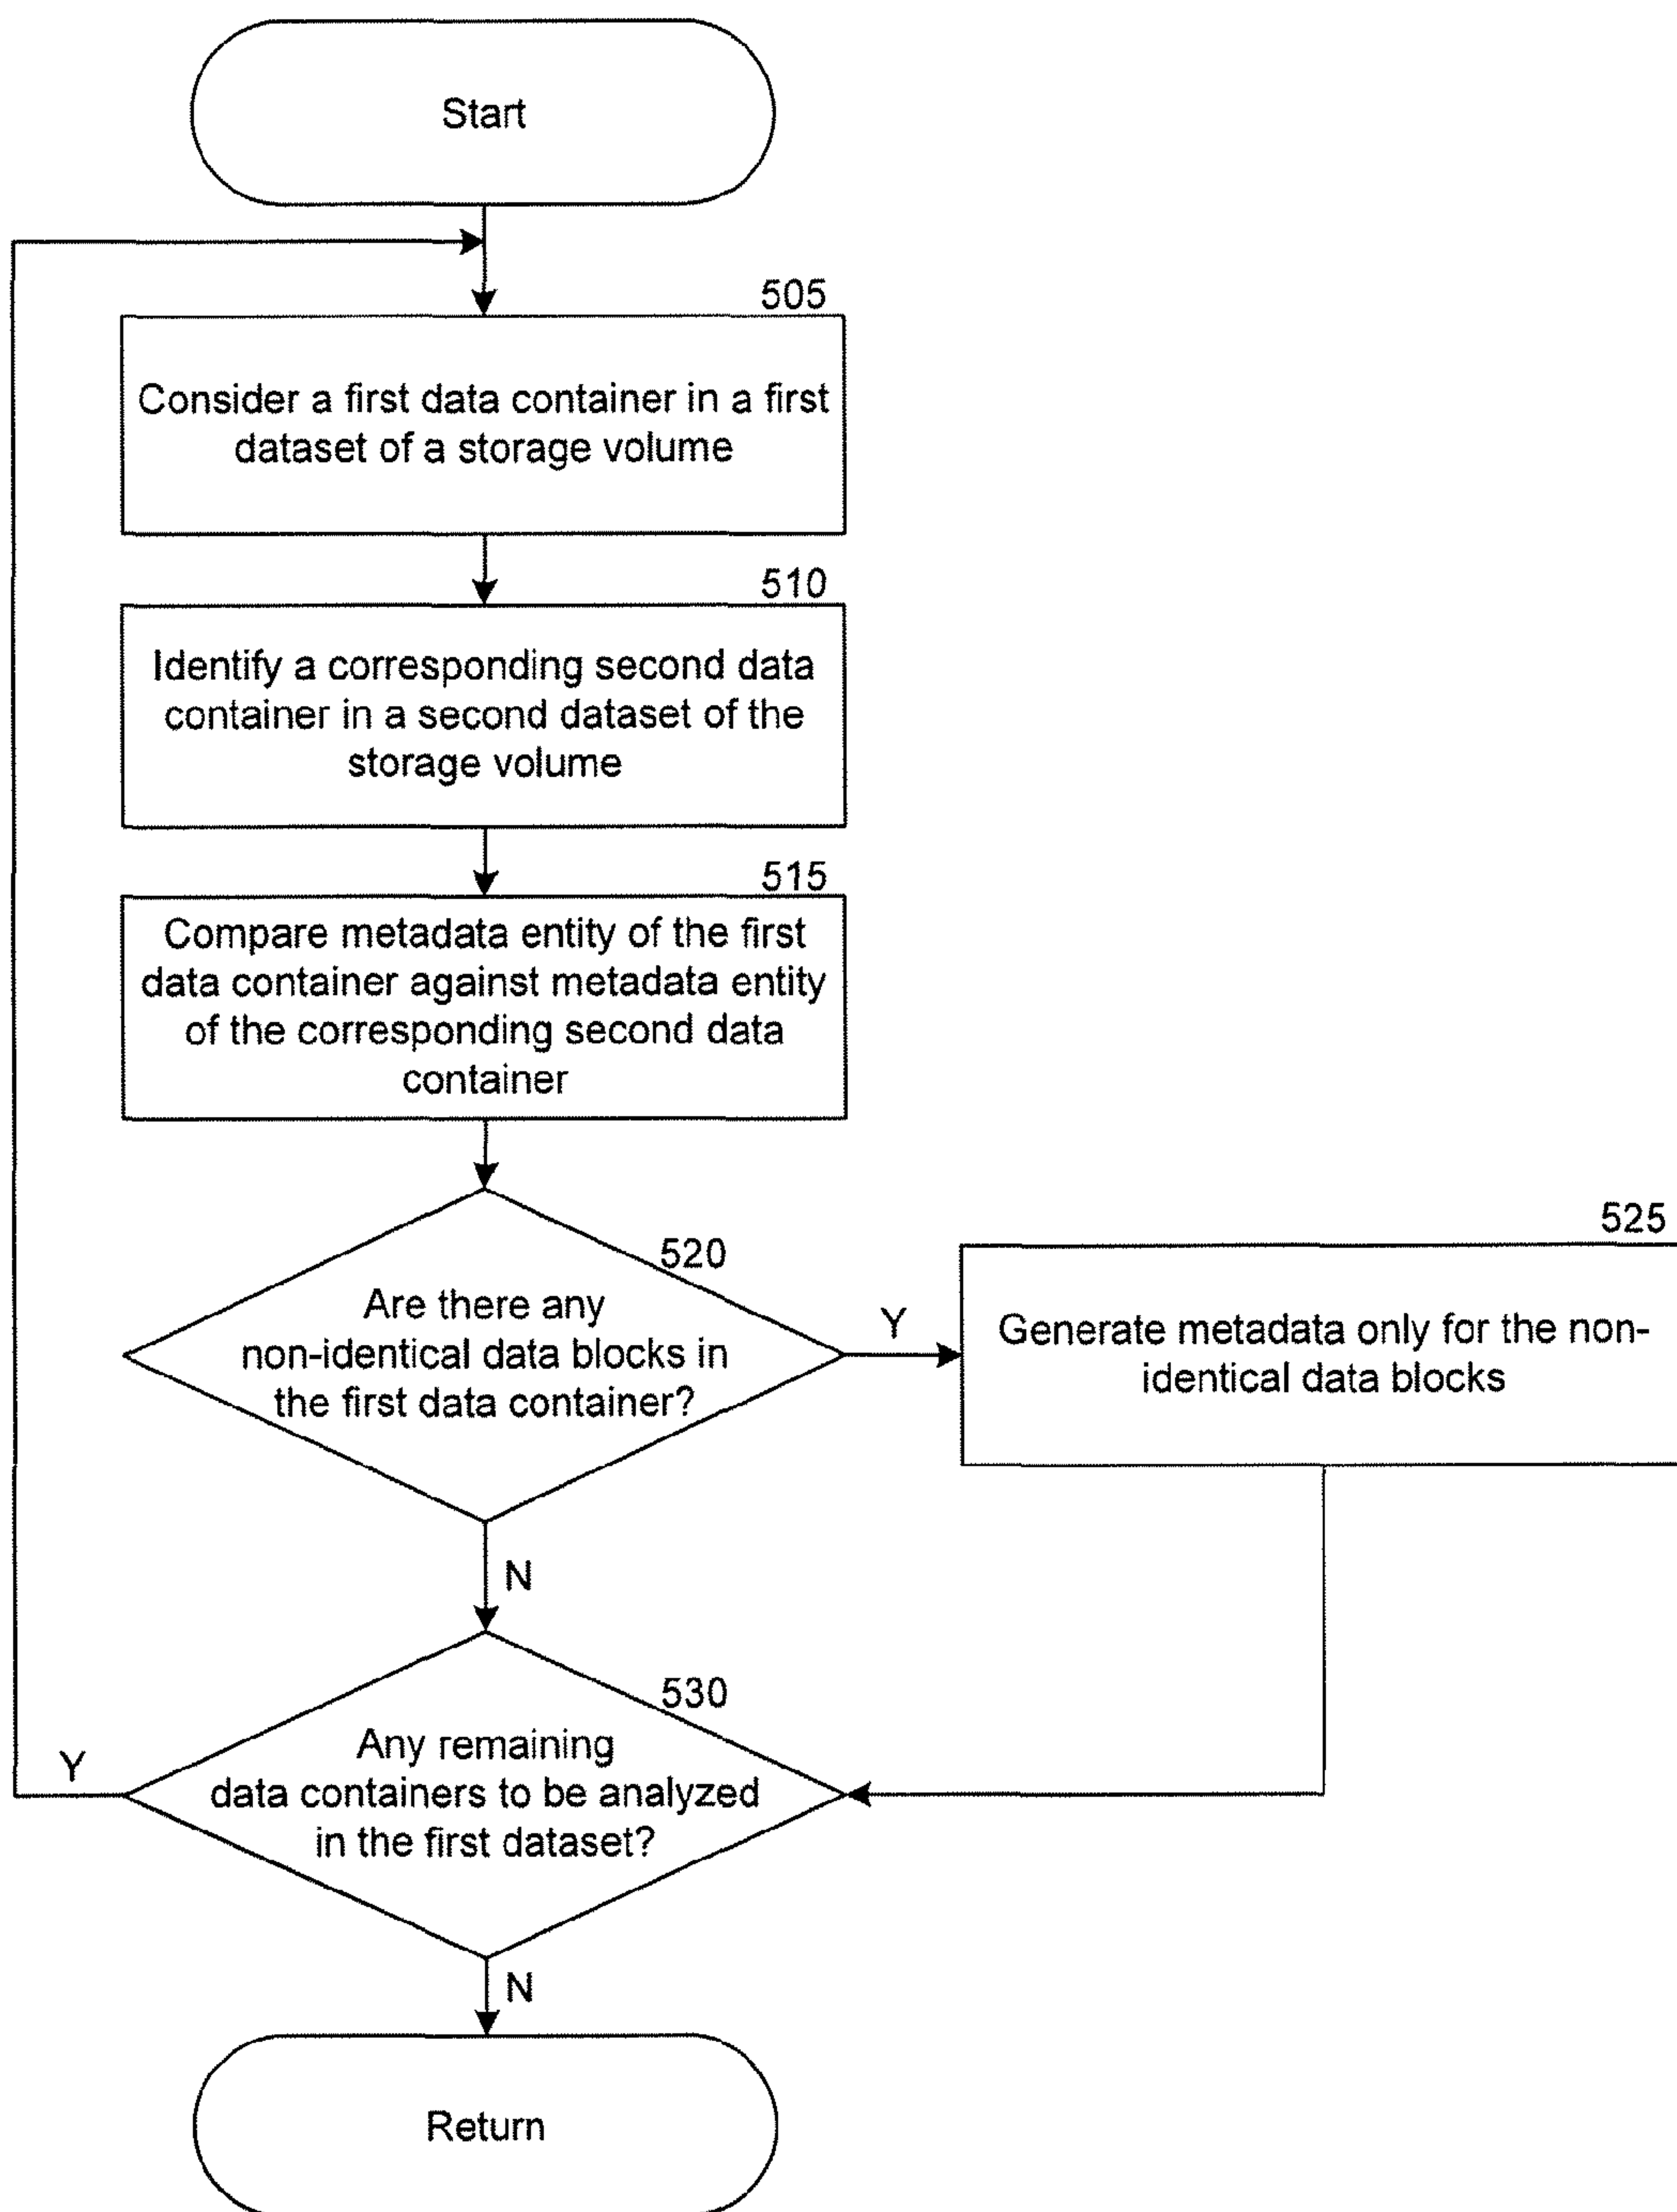 Start
505
Consider a first data container in a first
dataset of a storage volume
510
Identify a corresponding second data
container in a second dataset of the
storage volume
515
Compare metadata entity of the first
data container against metadata entity
of the corresponding second data
container
520
Are there any
non-identical data blocks in
the first data container?
Y
525
Generate metadata only for the non-
identical data blocks
N
530
Any remaining
data containers to be analyzed
in the first dataset?
Y
N
Return